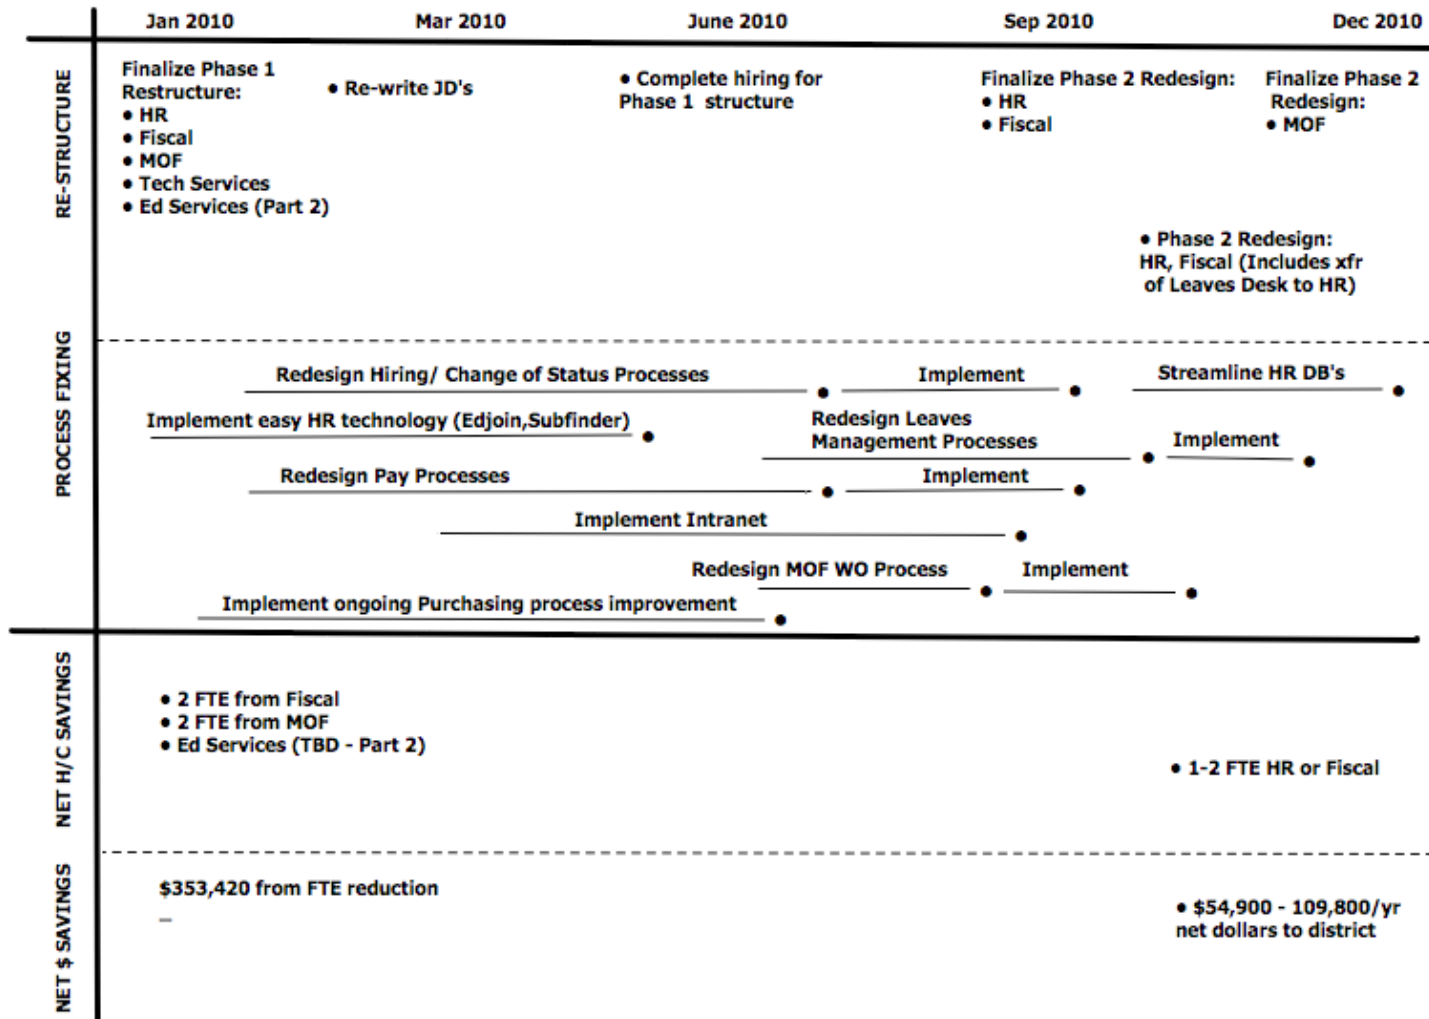 Jan 2010
Mar 2010
June 2010
Sep 2010
Dec 2010
RE-STRUCTURE
Finalize Phase 1
Restructure:
• HR
• Fiscal
• MOF
• Tech Services
• Ed Services (Part 2)
• Re-write JD's
• Complete hiring for
Phase 1 structure
Finalize Phase 2 Redesign:
• HR
• Fiscal
Finalize Phase 2
Redesign:
• MOF
• Phase 2 Redesign:
HR, Fiscal (Includes xfr
of Leaves Desk to HR)
PROCESS FIXING
Redesign Hiring/ Change of Status Processes
Implement
Streamline HR DB's
Implement easy HR technology (Edjoin,Subfinder)
Redesign Leaves
Management Processes
Implement
Redesign Pay Processes
Implement
Implement Intranet
Redesign MOF WO Process
Implement
Implement ongoing Purchasing process improvement
NET H/C SAVINGS
• 2 FTE from Fiscal
• 2 FTE from MOF
• Ed Services (TBD - Part 2)
• 1-2 FTE HR or Fiscal
NET $ SAVINGS
$353,420 from FTE reduction
• $54,900 - 109,800/yr
net dollars to district